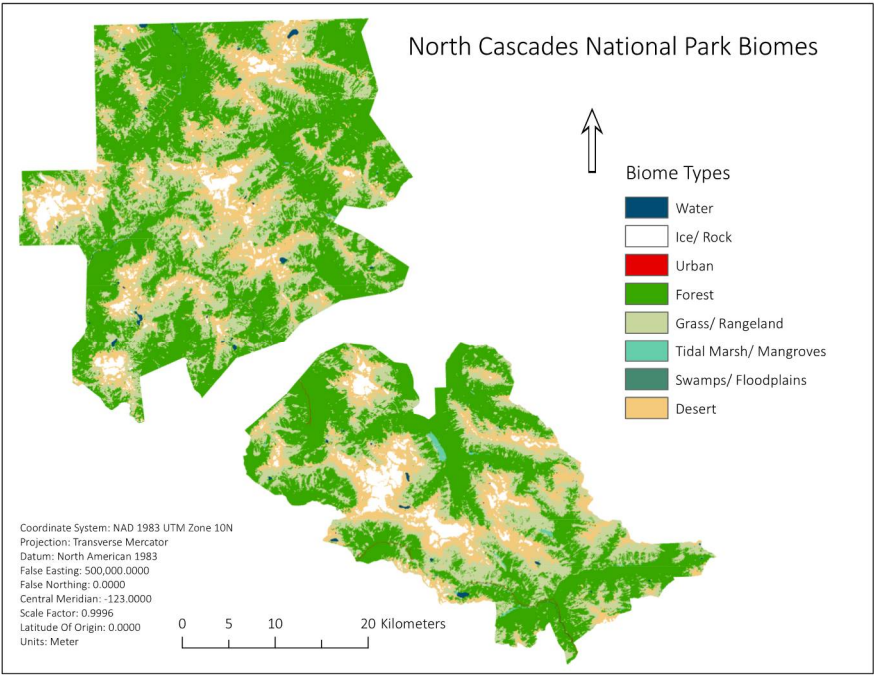 North Cascades National Park Biomes
Biome Types
Water
Ice/ Rock
Urban
Forest
Grass/ Rangeland
Tidal Marsh/ Mangroves
Swamps/ Floodplains
Desert
Coordinate System: NAD 1983 UTM Zone 10N
Projection: Transverse Mercator
Datum: North American 1983
False Easting: 500,000.0000
False Northing: 0.0000
Central Meridian: -123.0000
Scale Factor: 0.9996
Latitude Of Origin: 0.0000
Units: Meter
0 5 10 20 Kilometers